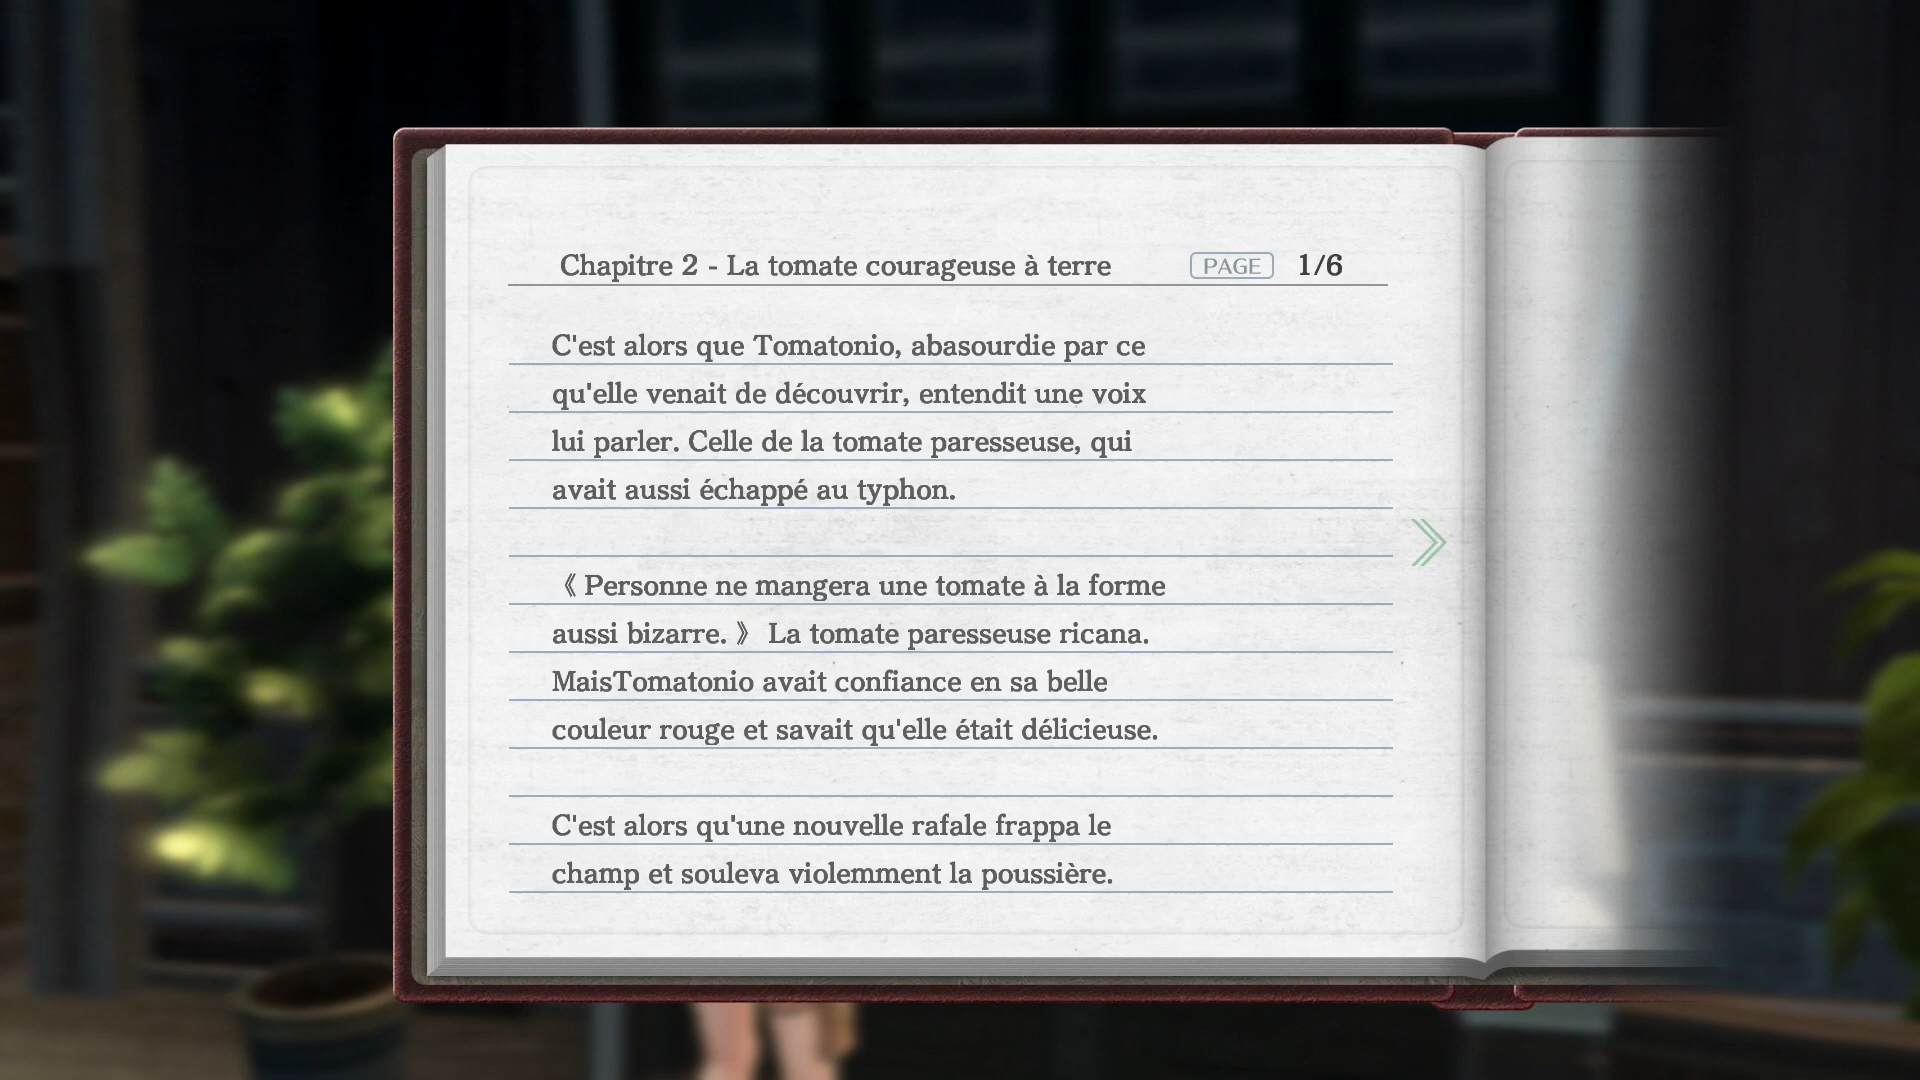 Chapitre 2 - La tomate courageuse à terre PAGE 1/6
C'est alors que Tomatonio, abasourdie par ce
qu'elle venait de découvrir, entendit une voix
lui parler. Celle de la tomate paresseuse, qui
avait aussi échappé au typhon.
《 Personne ne mangera une tomate à la forme
aussi bizarre. 》 La tomate paresseuse ricana.
MaisTomatonio avait confiance en sa belle
couleur rouge et savait qu'elle était délicieuse.
C'est alors qu'une nouvelle rafale frappa le
champ et souleva violemment la poussière.